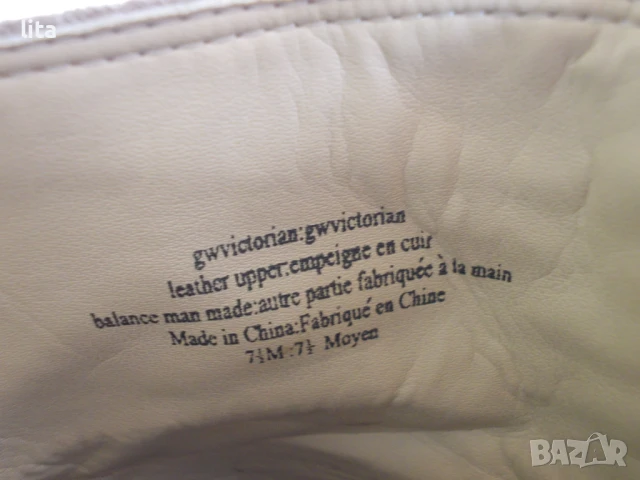 lita
gwvictorian:gwvictorian
leather upper:empeigne en cuir
balance man made:autre partie fabriquée à la main
Made in China:Fabriqué en Chine
7½M :7½ Moyen
BAZAR